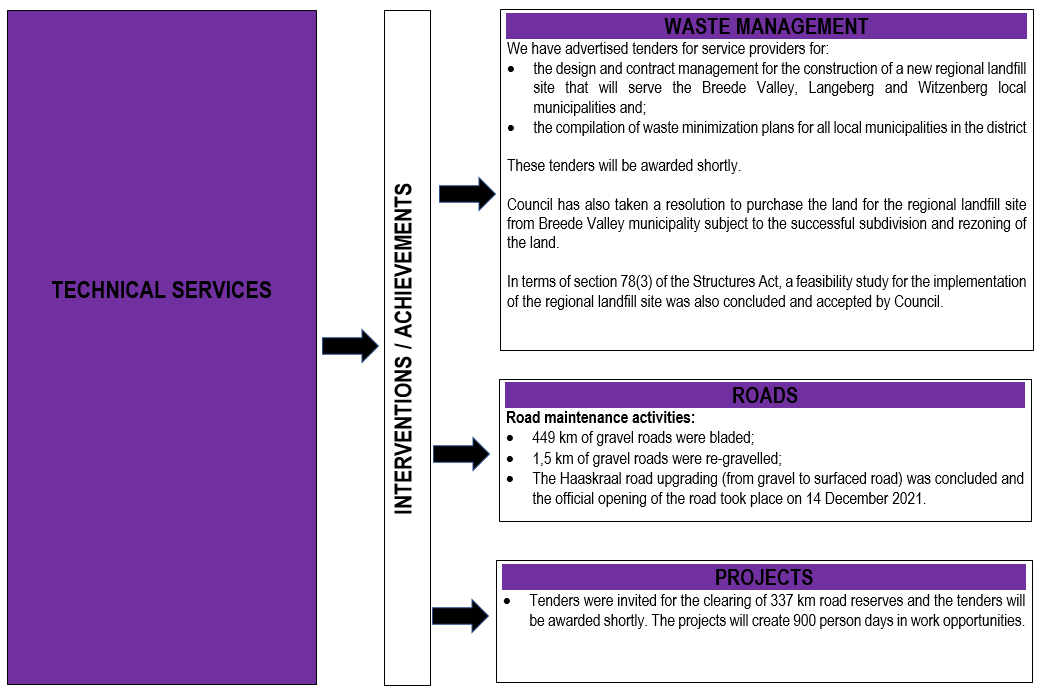 TECHNICAL SERVICES
INTERVENTIONS / ACHIEVEMENTS
WASTE MANAGEMENT
We have advertised tenders for service providers for:
• the design and contract management for the construction of a new regional landfill
site that will serve the Breede Valley, Langeberg and Witzenberg local
municipalities and;
• the compilation of waste minimization plans for all local municipalities in the district
These tenders will be awarded shortly.
Council has also taken a resolution to purchase the land for the regional landfill site
from Breede Valley municipality subject to the successful subdivision and rezoning of
the land.
In terms of section 78(3) of the Structures Act, a feasibility study for the implementation
of the regional landfill site was also concluded and accepted by Council.
ROADS
Road maintenance activities:
• 449 km of gravel roads were bladed;
• 1,5 km of gravel roads were re-gravelled;
• The Haaskraal road upgrading (from gravel to surfaced road) was concluded and
the official opening of the road took place on 14 December 2021.
PROJECTS
• Tenders were invited for the clearing of 337 km road reserves and the tenders will
be awarded shortly. The projects will create 900 person days in work opportunities.